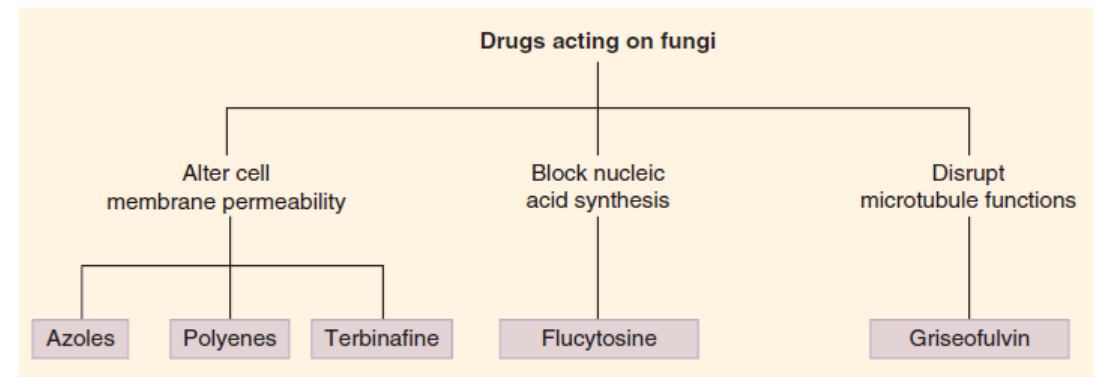 Drugs acting on fungi
Alter cell
membrane permeability
Block nucleic
acid synthesis
Disrupt
microtubule functions
Azoles
Polyenes
Terbinafine
Flucytosine
Griseofulvin